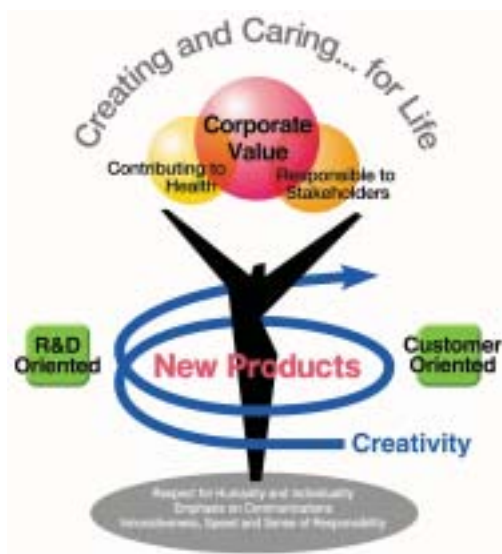 Creating and Caring... for Life
Corporate
Value
Contributing to
Health
Responsible to
Stakeholders
R&D
Oriented
New Products
Customer
Oriented
Creativity
Respect for Humanity and Individuality
Emphasis on Communications
Innovativeness, Speed and Sense of Responsibility